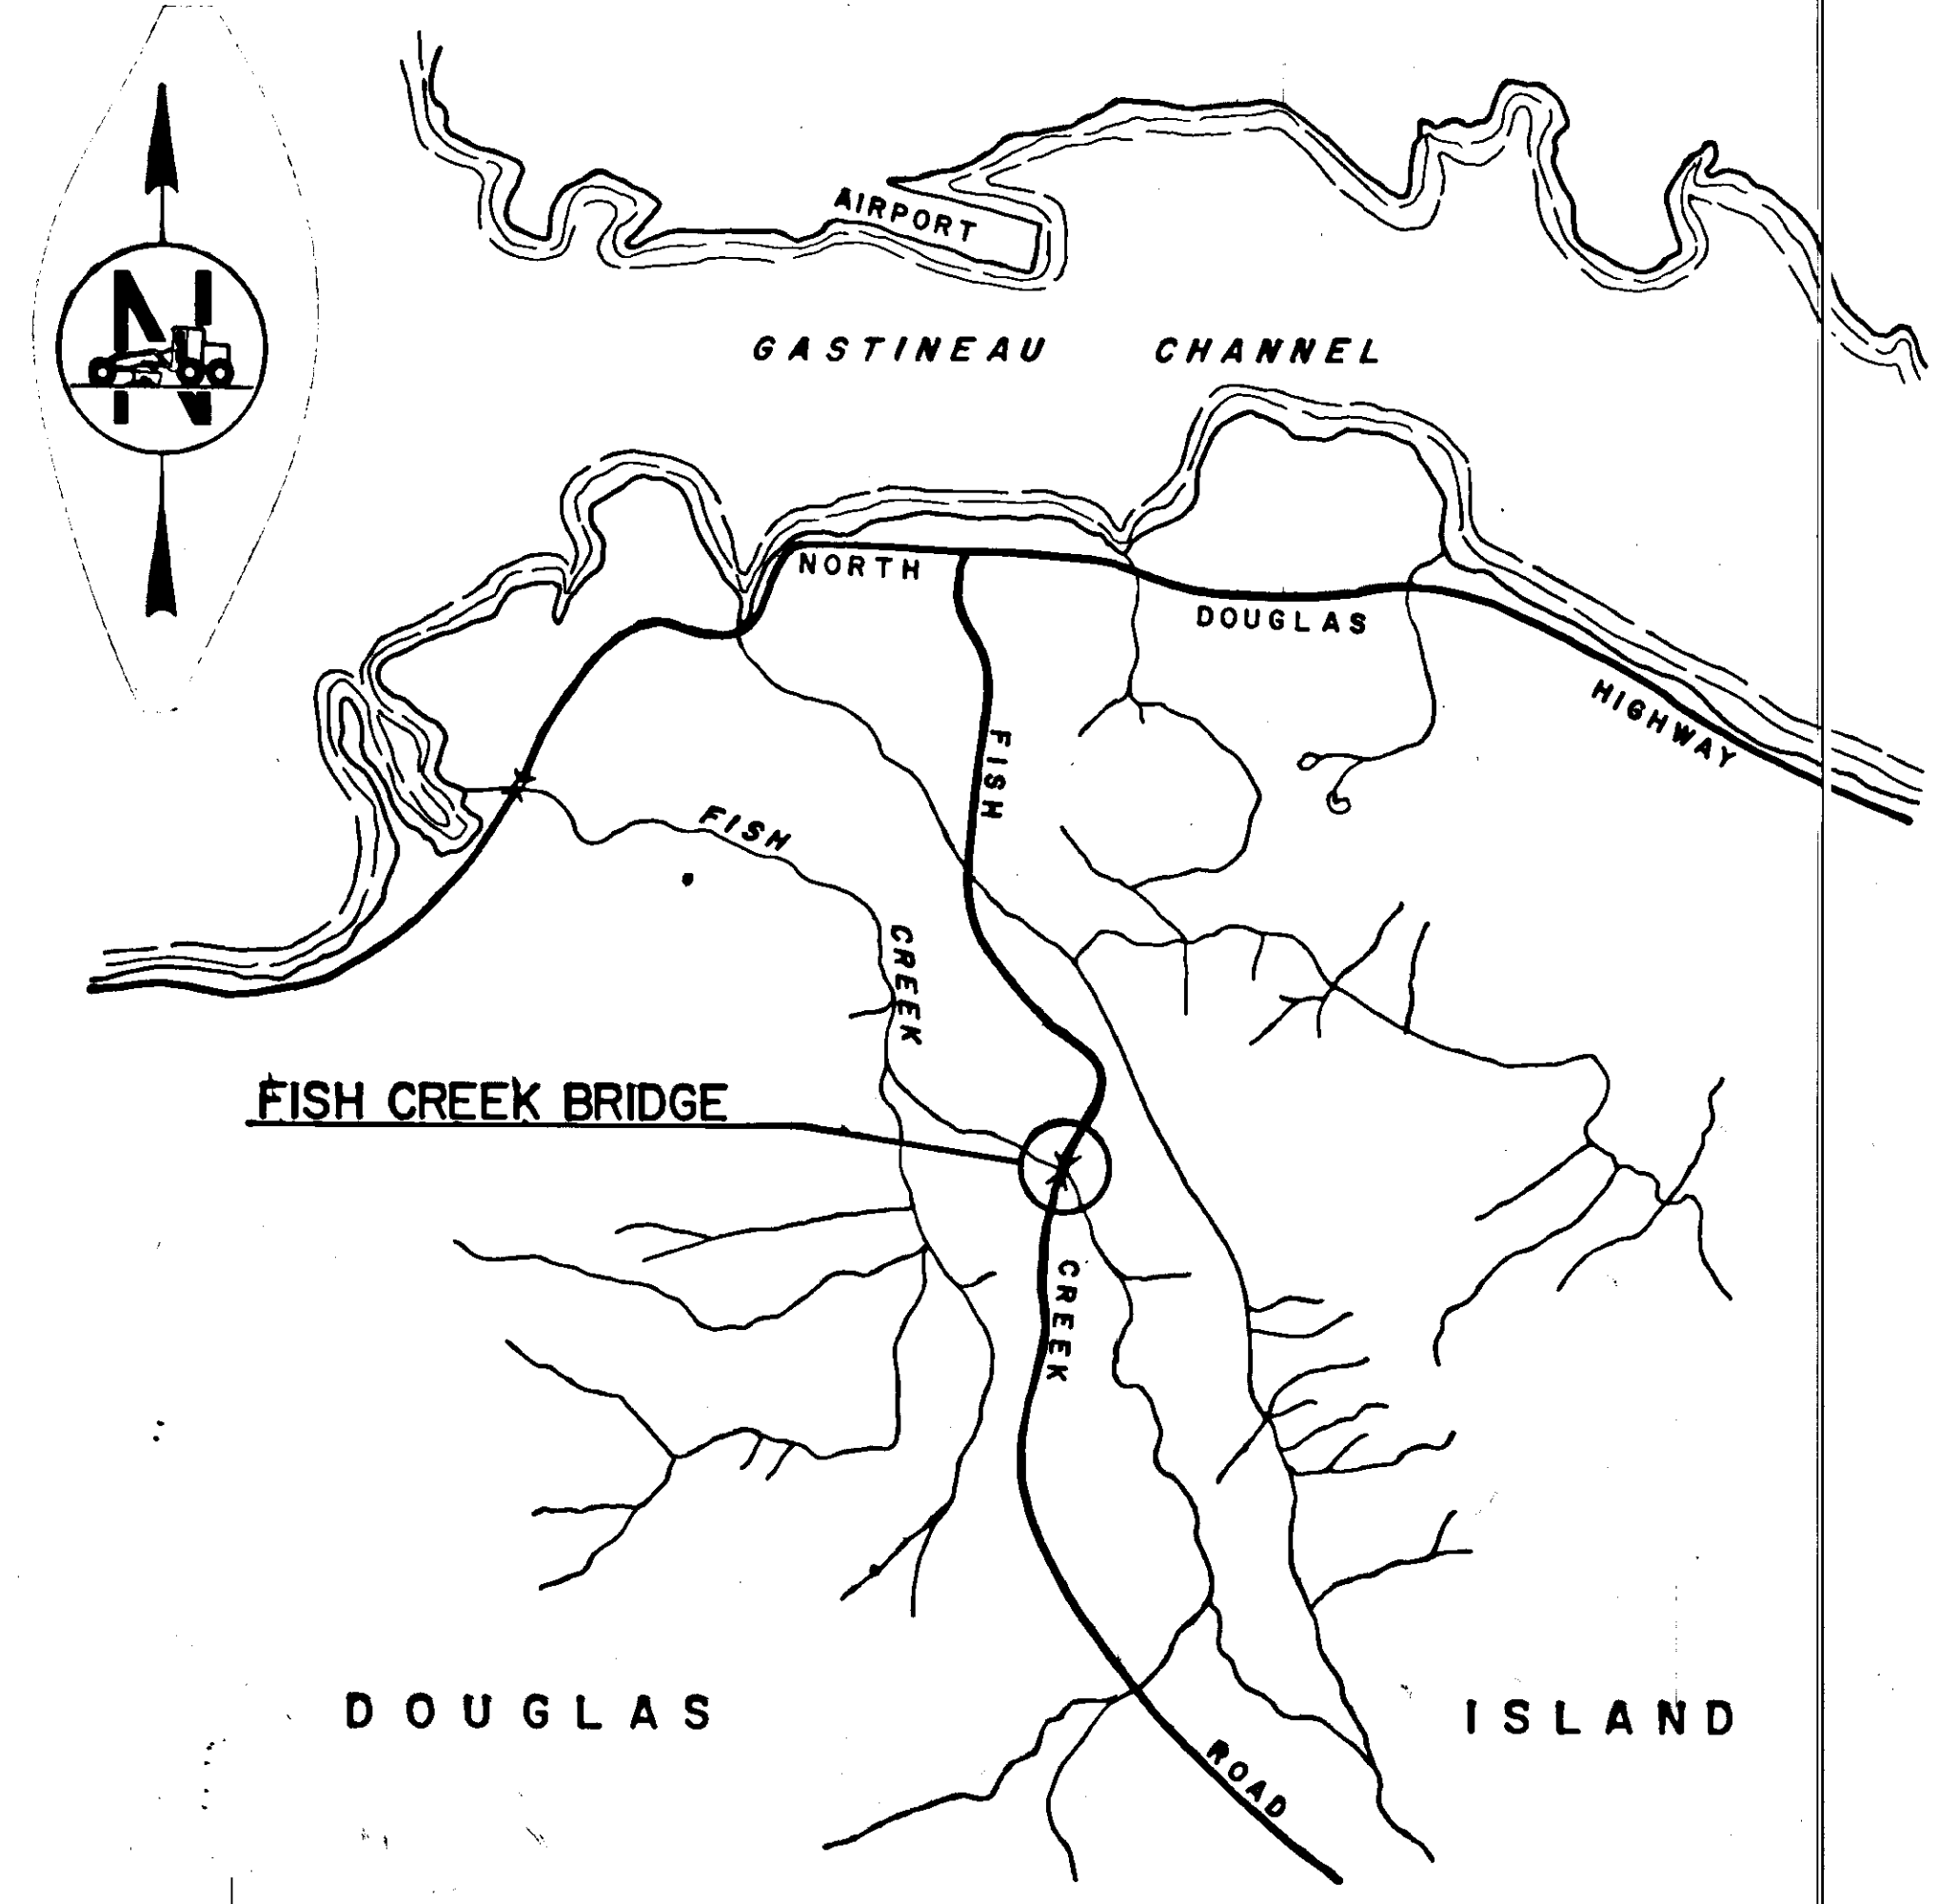 AIRPORT
N
GASTINEAU CHANNEL
NORTH DOUGLAS HIGHWAY
FISH CREEK ROAD
FISH CREEK
FISH CREEK BRIDGE
DOUGLAS ISLAND